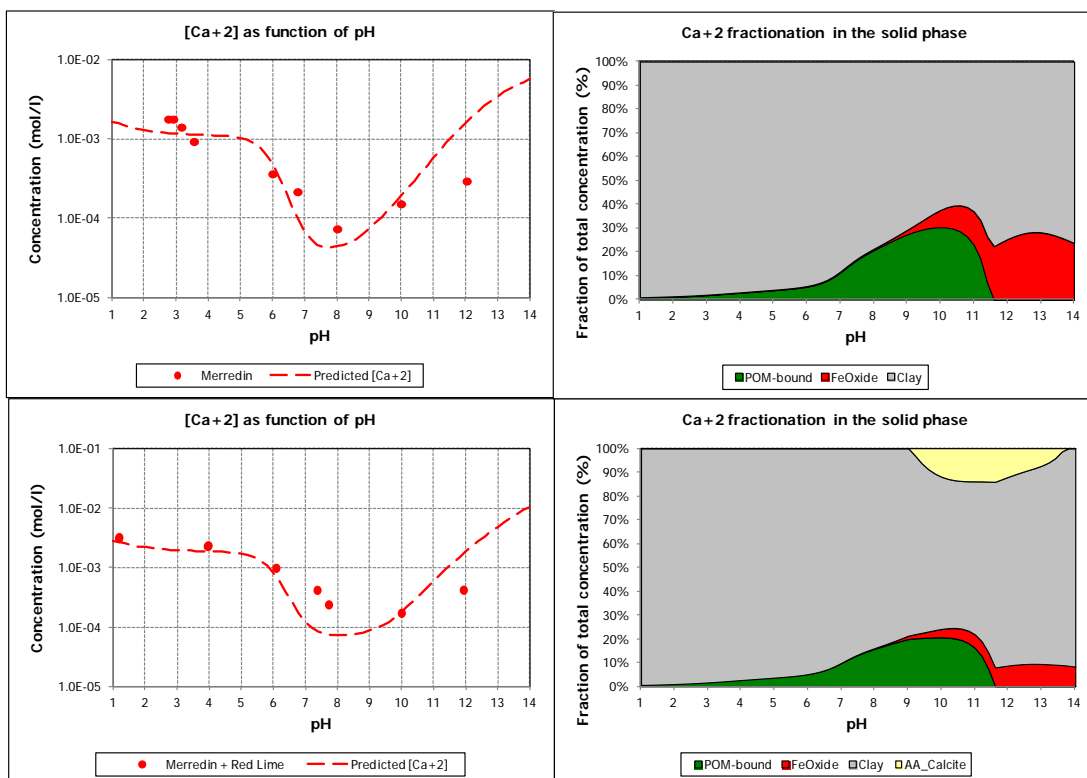 [Ca+2] as function of pH
Concentration (mol/l)
1.0E-02
1.0E-03
1.0E-04
1.0E-05
1 2 3 4 5 6 7 8 9 10 11 12 13 14
pH
Merredin Predicted [Ca+2]
Ca+2 fractionation in the solid phase
Fraction of total concentration (%)
100%
90%
80%
70%
60%
50%
40%
30%
20%
10%
0%
1 2 3 4 5 6 7 8 9 10 11 12 13 14
pH
POM-bound FeOxide Clay
[Ca+2] as function of pH
Concentration (mol/l)
1.0E-01
1.0E-02
1.0E-03
1.0E-04
1.0E-05
1 2 3 4 5 6 7 8 9 10 11 12 13 14
pH
Merredin + Red Lime Predicted [Ca+2]
Ca+2 fractionation in the solid phase
Fraction of total concentration (%)
100%
90%
80%
70%
60%
50%
40%
30%
20%
10%
0%
1 2 3 4 5 6 7 8 9 10 11 12 13 14
pH
POM-bound FeOxide Clay AA_Calcite